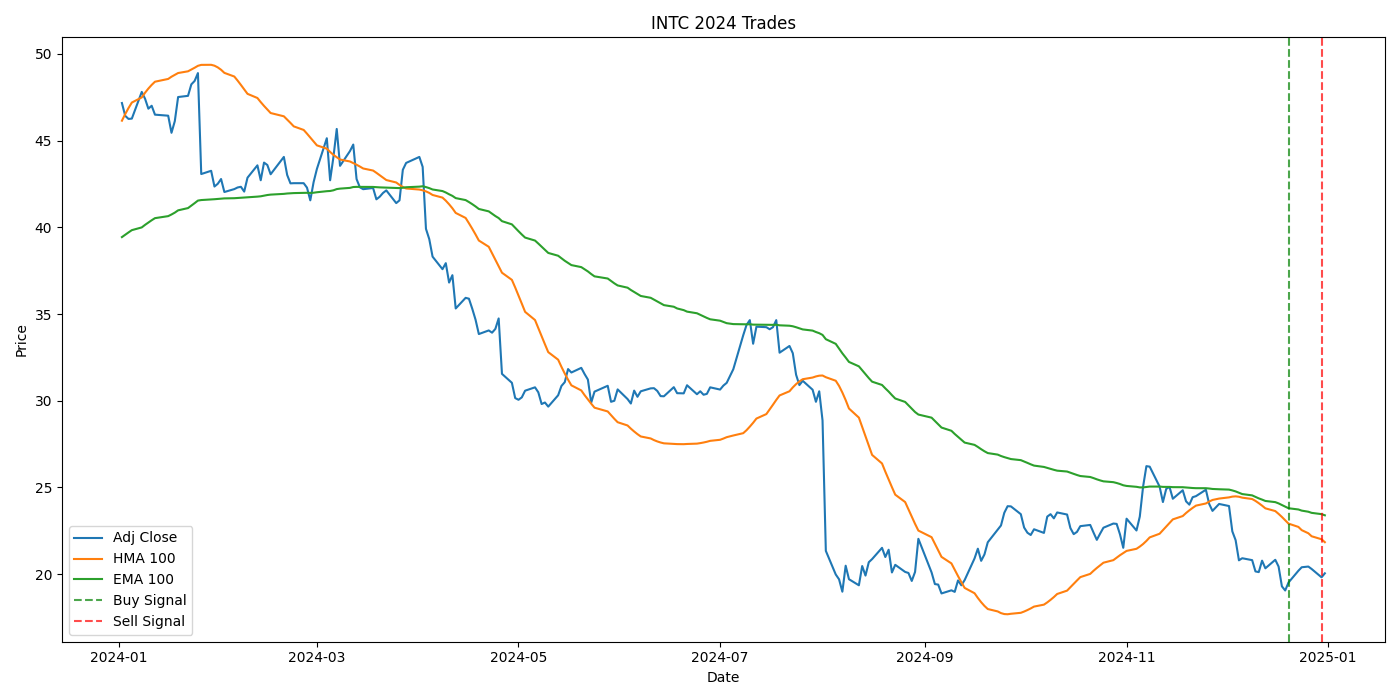 INTC 2024 Trades
Price
50
45
40
35
30
25
20
Adj Close
HMA 100
EMA 100
Buy Signal
Sell Signal
2024-01
2024-03
2024-05
2024-07
2024-09
2024-11
2025-01
Date